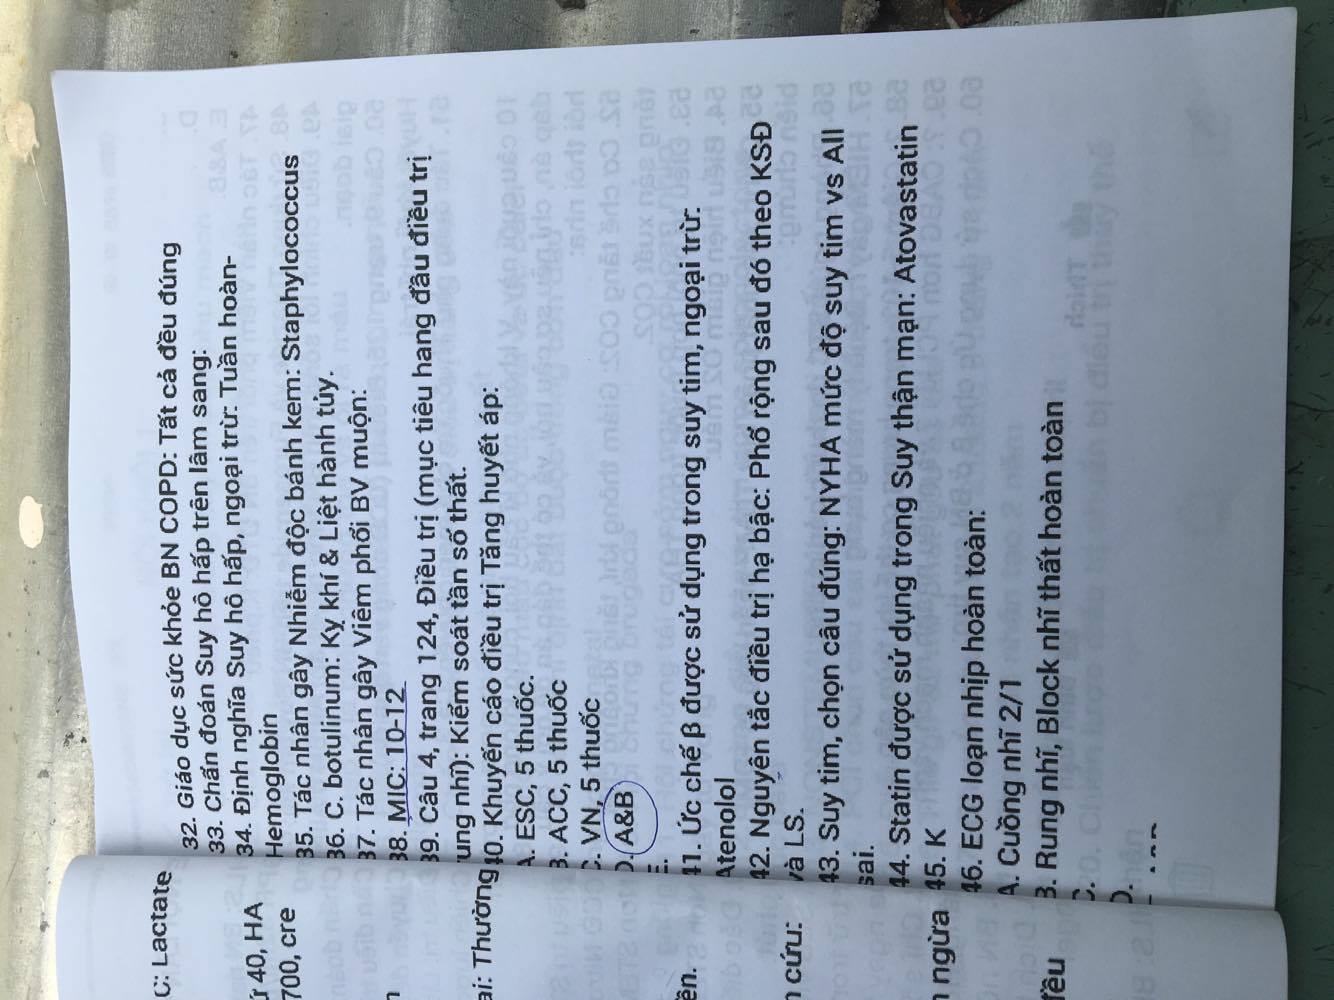 C: Lactate
40, HA
700, cre
ai: Thường
ền.
cứu:
ngừa
đều
32. Giáo dục sức khỏe BN COPD: Tất cả đều đúng
33. Chẩn đoán Suy hô hấp trên lâm sang:
34. Định nghĩa Suy hô hấp, ngoại trừ: Tuần hoàn-
Hemoglobin
35. Tác nhân gây Nhiễm độc bánh kem: Staphylococcus
36. C. botulinum: Kỵ khí & Liệt hành tủy.
37. Tác nhân gây Viêm phổi BV muộn:
38. MIC: 10-12
39. Câu 4, trang 124, Điều trị (mục tiêu hang đầu điều trị
ung nhĩ): Kiểm soát tần số thất.
40. Khuyến cáo điều trị Tăng huyết áp:
A. ESC, 5 thuốc.
B. ACC, 5 thuốc
C. VN, 5 thuốc
D. A&B
E.
41. Ức chế β được sử dụng trong suy tim, ngoại trừ:
Atenolol
42. Nguyên tắc điều trị hạ bậc: Phổ rộng sau đó theo KSĐ
và LS.
43. Suy tim, chọn câu đúng: NYHA mức độ suy tim vs All
sai.
44. Statin được sử dụng trong Suy thận mạn: Atovastatin
45. K
46. ECG loạn nhịp hoàn toàn:
A. Cuồng nhĩ 2/1
B. Rung nhĩ, Block nhĩ thất hoàn toàn
C.
D.